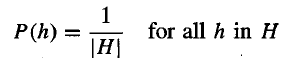 P(h) = 1/|H| for all h in H